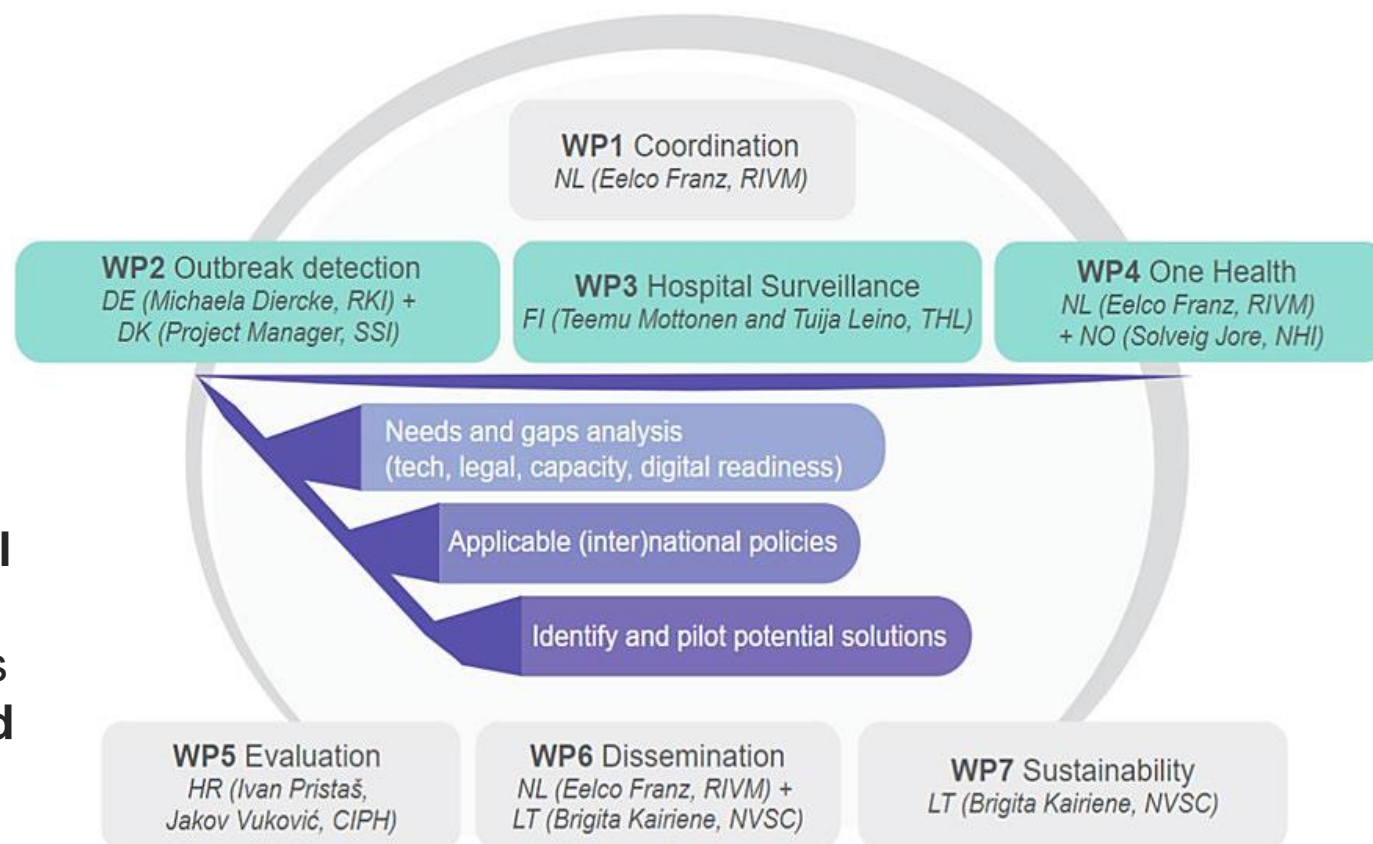 WP1 Coordination
NL (Eelco Franz, RIVM)
WP2 Outbreak detection
DE (Michaela Diercke, RKI) +
DK (Project Manager, SSI)
WP3 Hospital Surveillance
FI (Teemu Mottonen and Tuija Leino, THL)
WP4 One Health
NL (Eelco Franz, RIVM)
+ NO (Solveig Jore, NHI)
Needs and gaps analysis
(tech, legal, capacity, digital readiness)
Applicable (inter)national policies
Identify and pilot potential solutions
WP5 Evaluation
HR (Ivan Pristaš,
Jakov Vuković, CIPH)
WP6 Dissemination
NL (Eelco Franz, RIVM) +
LT (Brigita Kairiene, NVSC)
WP7 Sustainability
LT (Brigita Kairiene, NVSC)